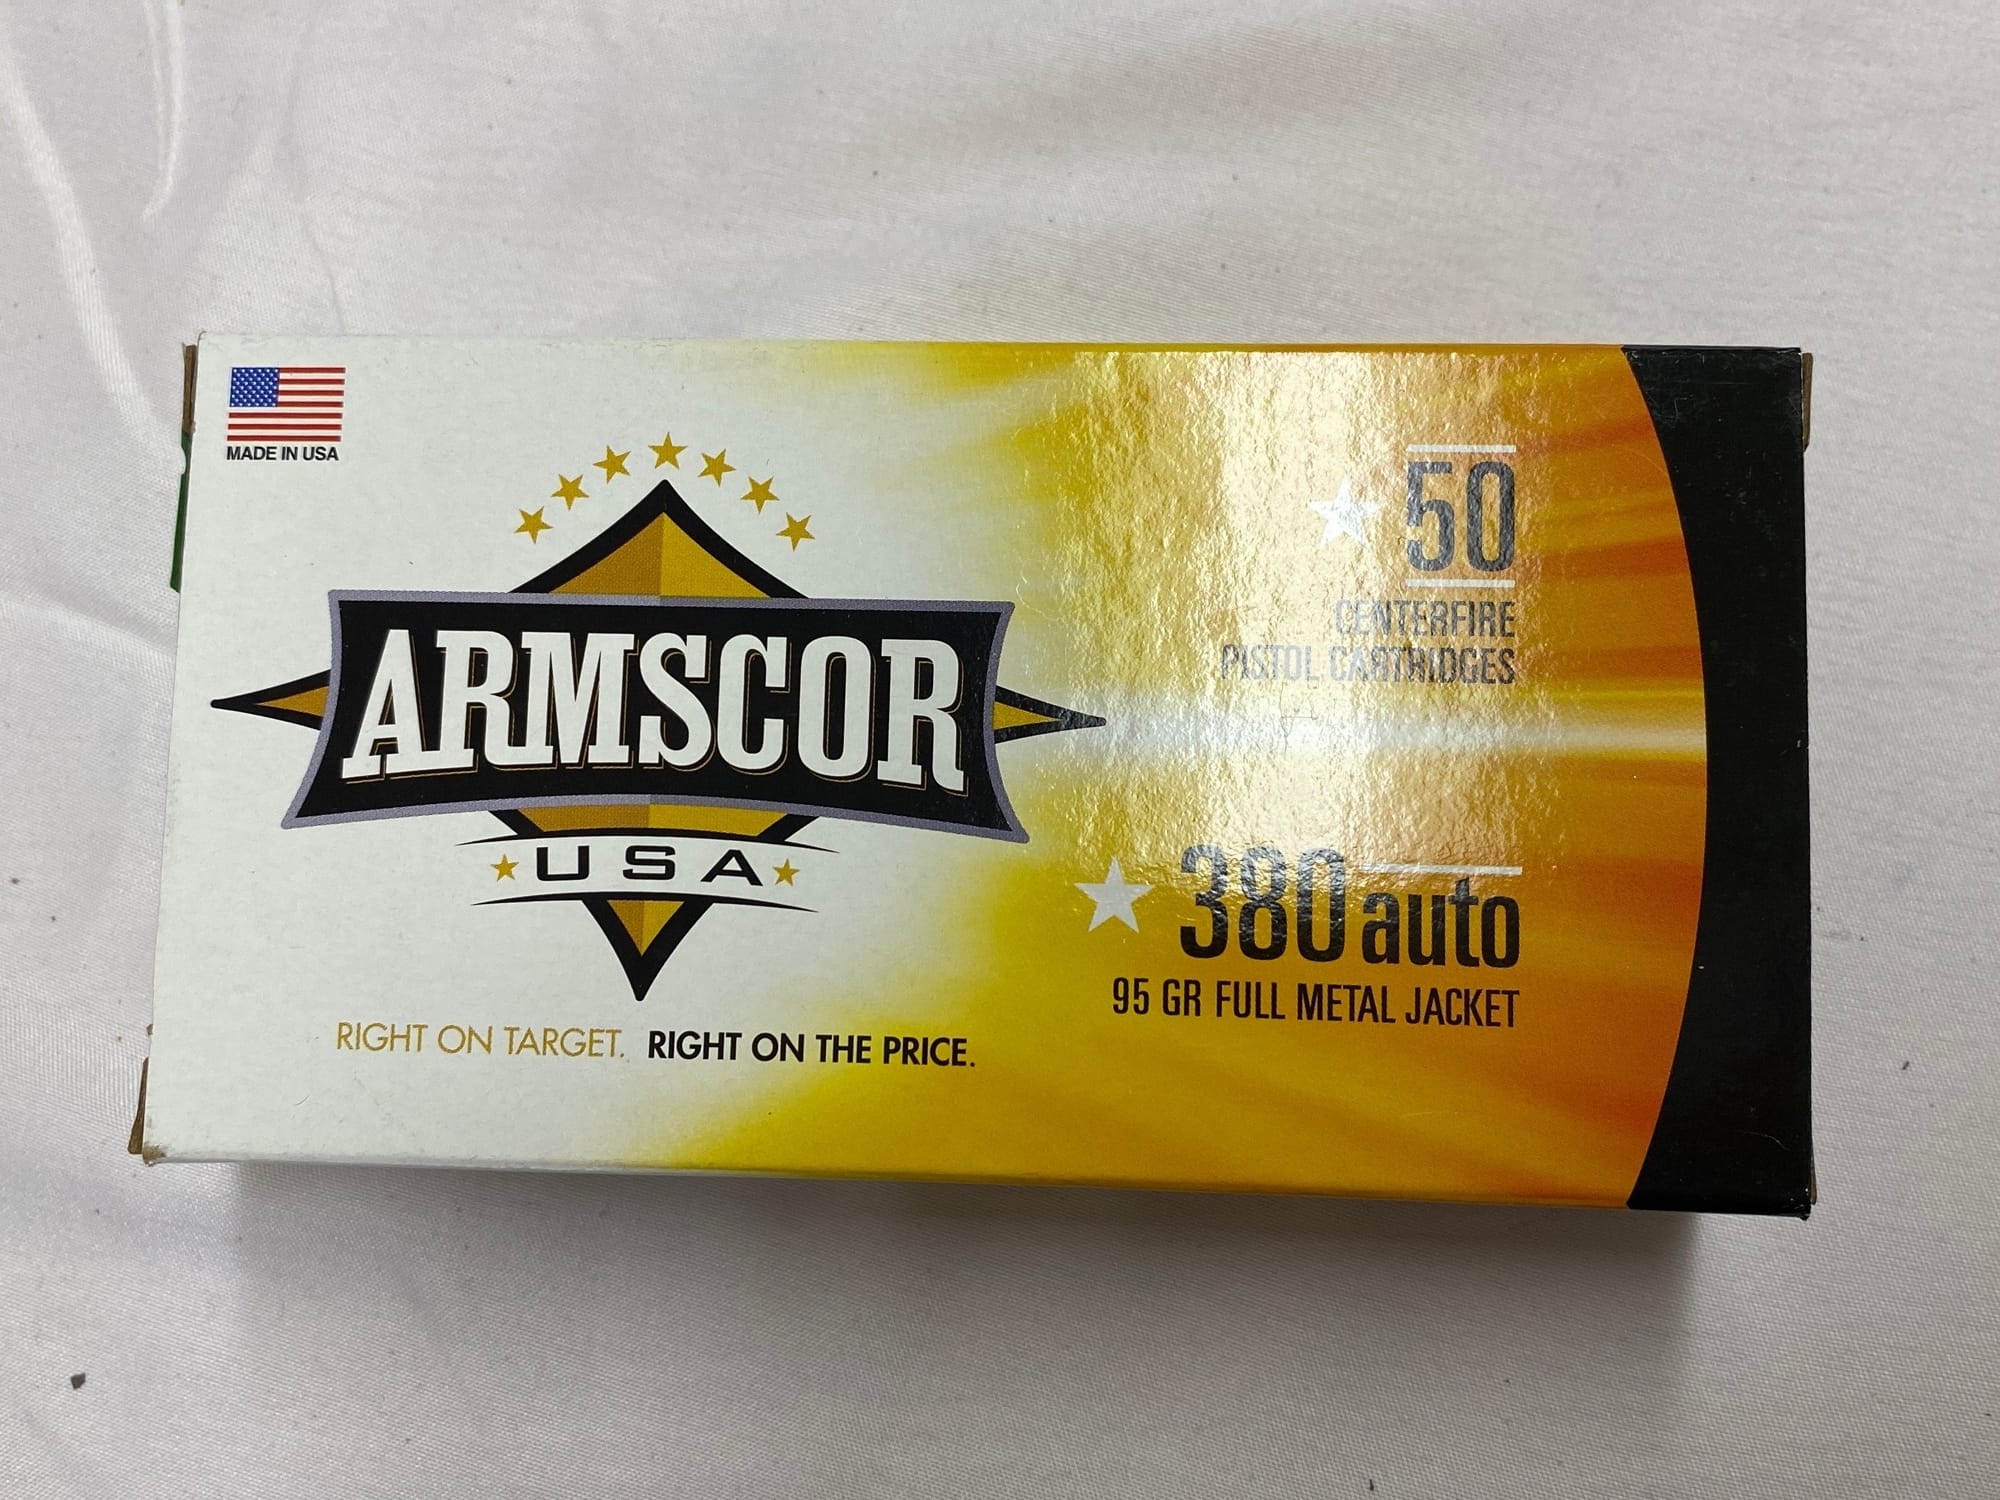 MADE IN USA
ARMSCOR
USA
RIGHT ON TARGET. RIGHT ON THE PRICE.
50
CENTERFIRE
PISTOL CARTRIDGES
380 auto
95 GR FULL METAL JACKET